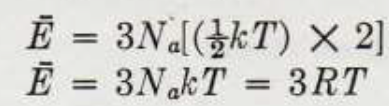 Ē = 3Nₐ[(½kT) × 2]
Ē = 3NₐkT = 3RT